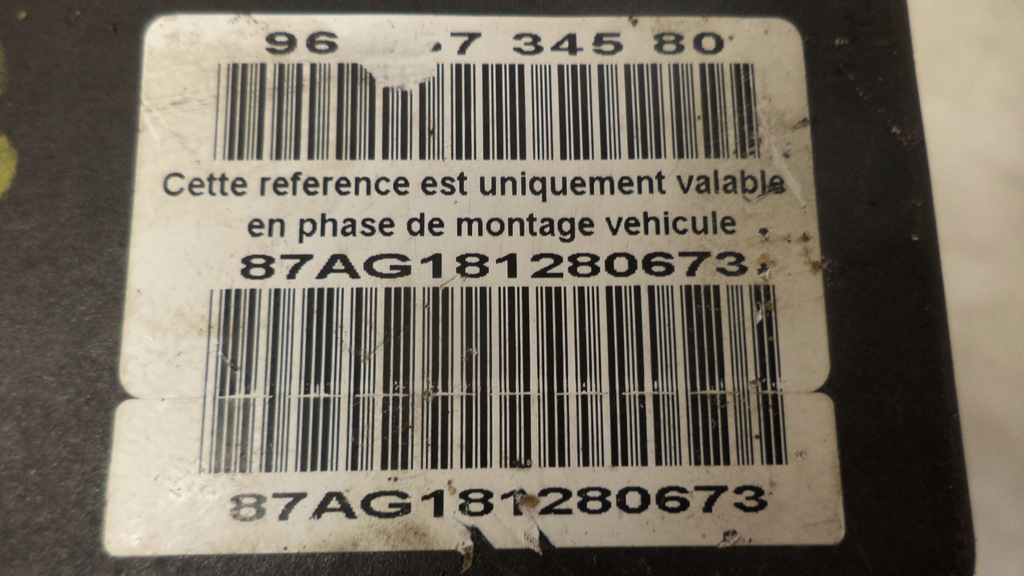 96 7 345 80
Cette reference est uniquement valable
en phase de montage vehicule
87AG181280673
87AG181280673